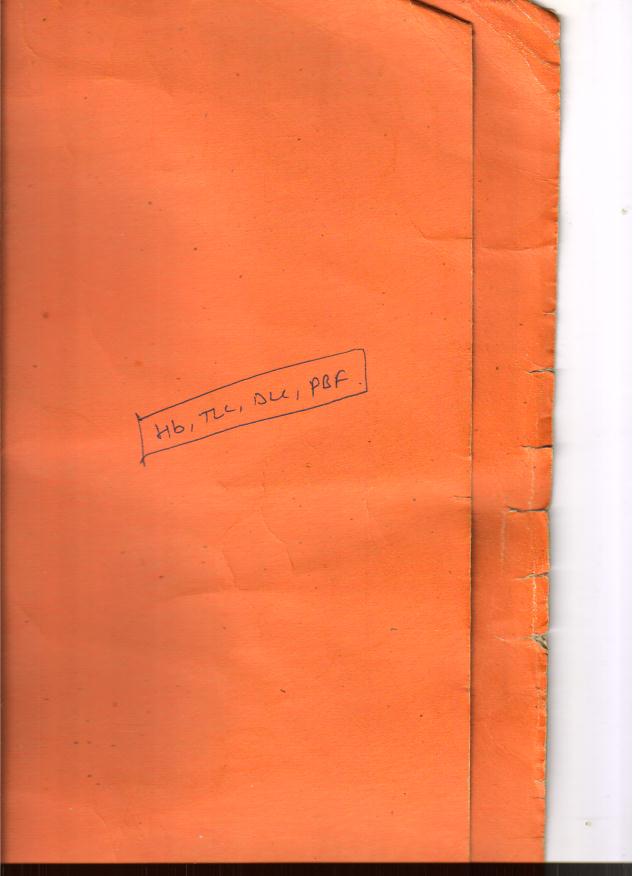 Hb, TLC, DLC, PBF.